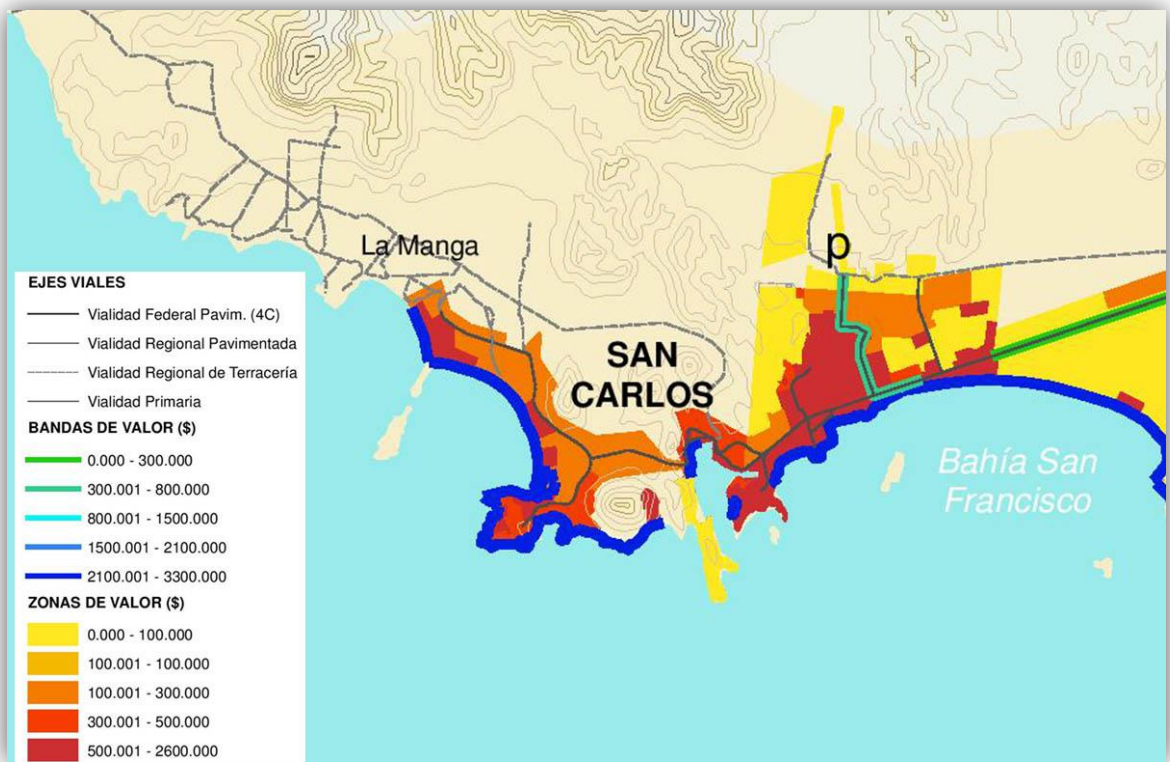 p
La Manga
SAN
CARLOS
Bahía San
Francisco
EJES VIALES
Vialidad Federal Pavim. (4C)
Vialidad Regional Pavimentada
Vialidad Regional de Terracería
Vialidad Primaria
BANDAS DE VALOR ($)
0.000 - 300.000
300.001 - 800.000
800.001 - 1500.000
1500.001 - 2100.000
2100.001 - 3300.000
ZONAS DE VALOR ($)
0.000 - 100.000
100.001 - 100.000
100.001 - 300.000
300.001 - 500.000
500.001 - 2600.000